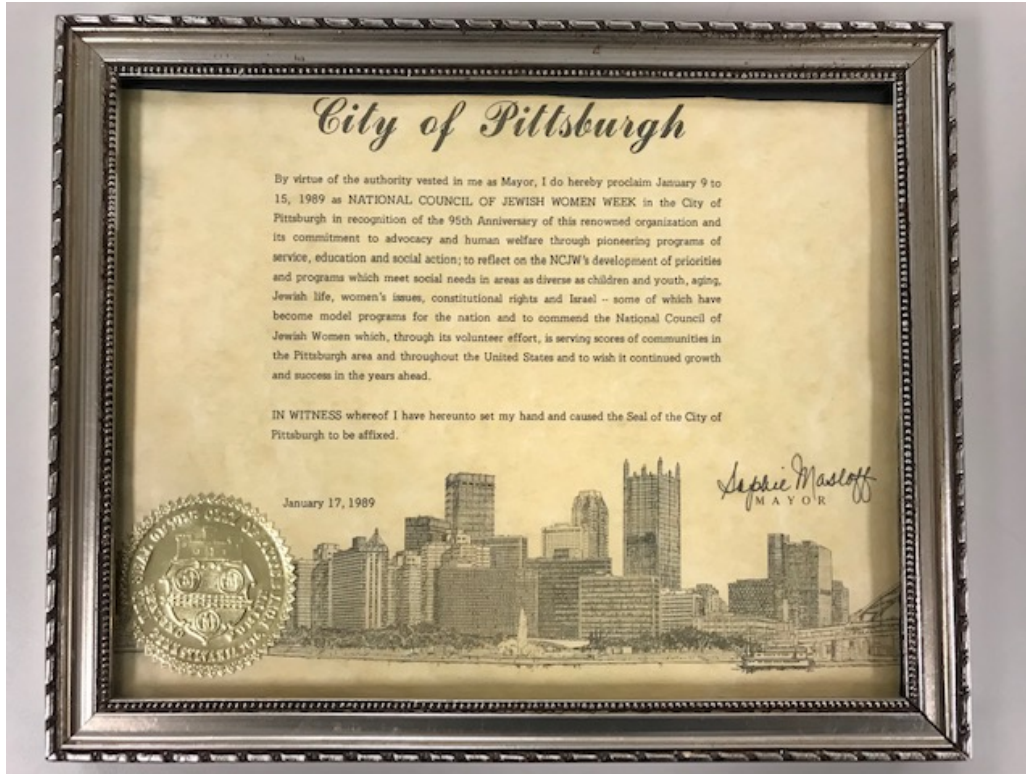 City of Pittsburgh
By virtue of the authority vested in me as Mayor, I do hereby proclaim January 9 to
15, 1989 as NATIONAL COUNCIL OF JEWISH WOMEN WEEK in the City of
Pittsburgh in recognition of the 95th Anniversary of this renowned organization and
its commitment to advocacy and human welfare through pioneering programs of
service, education and social action; to reflect on the NCJW's development of priorities
and programs which meet social needs in areas as diverse as children and youth, aging,
Jewish life, women's issues, constitutional rights and Israel -- some of which have
become model programs for the nation and to commend the National Council of
Jewish Women which, through its volunteer effort, is serving scores of communities in
the Pittsburgh area and throughout the United States and to wish it continued growth
and success in the years ahead.
IN WITNESS whereof I have hereunto set my hand and caused the Seal of the City of
Pittsburgh to be affixed.
Sophie Masloff
MAYOR
January 17, 1989